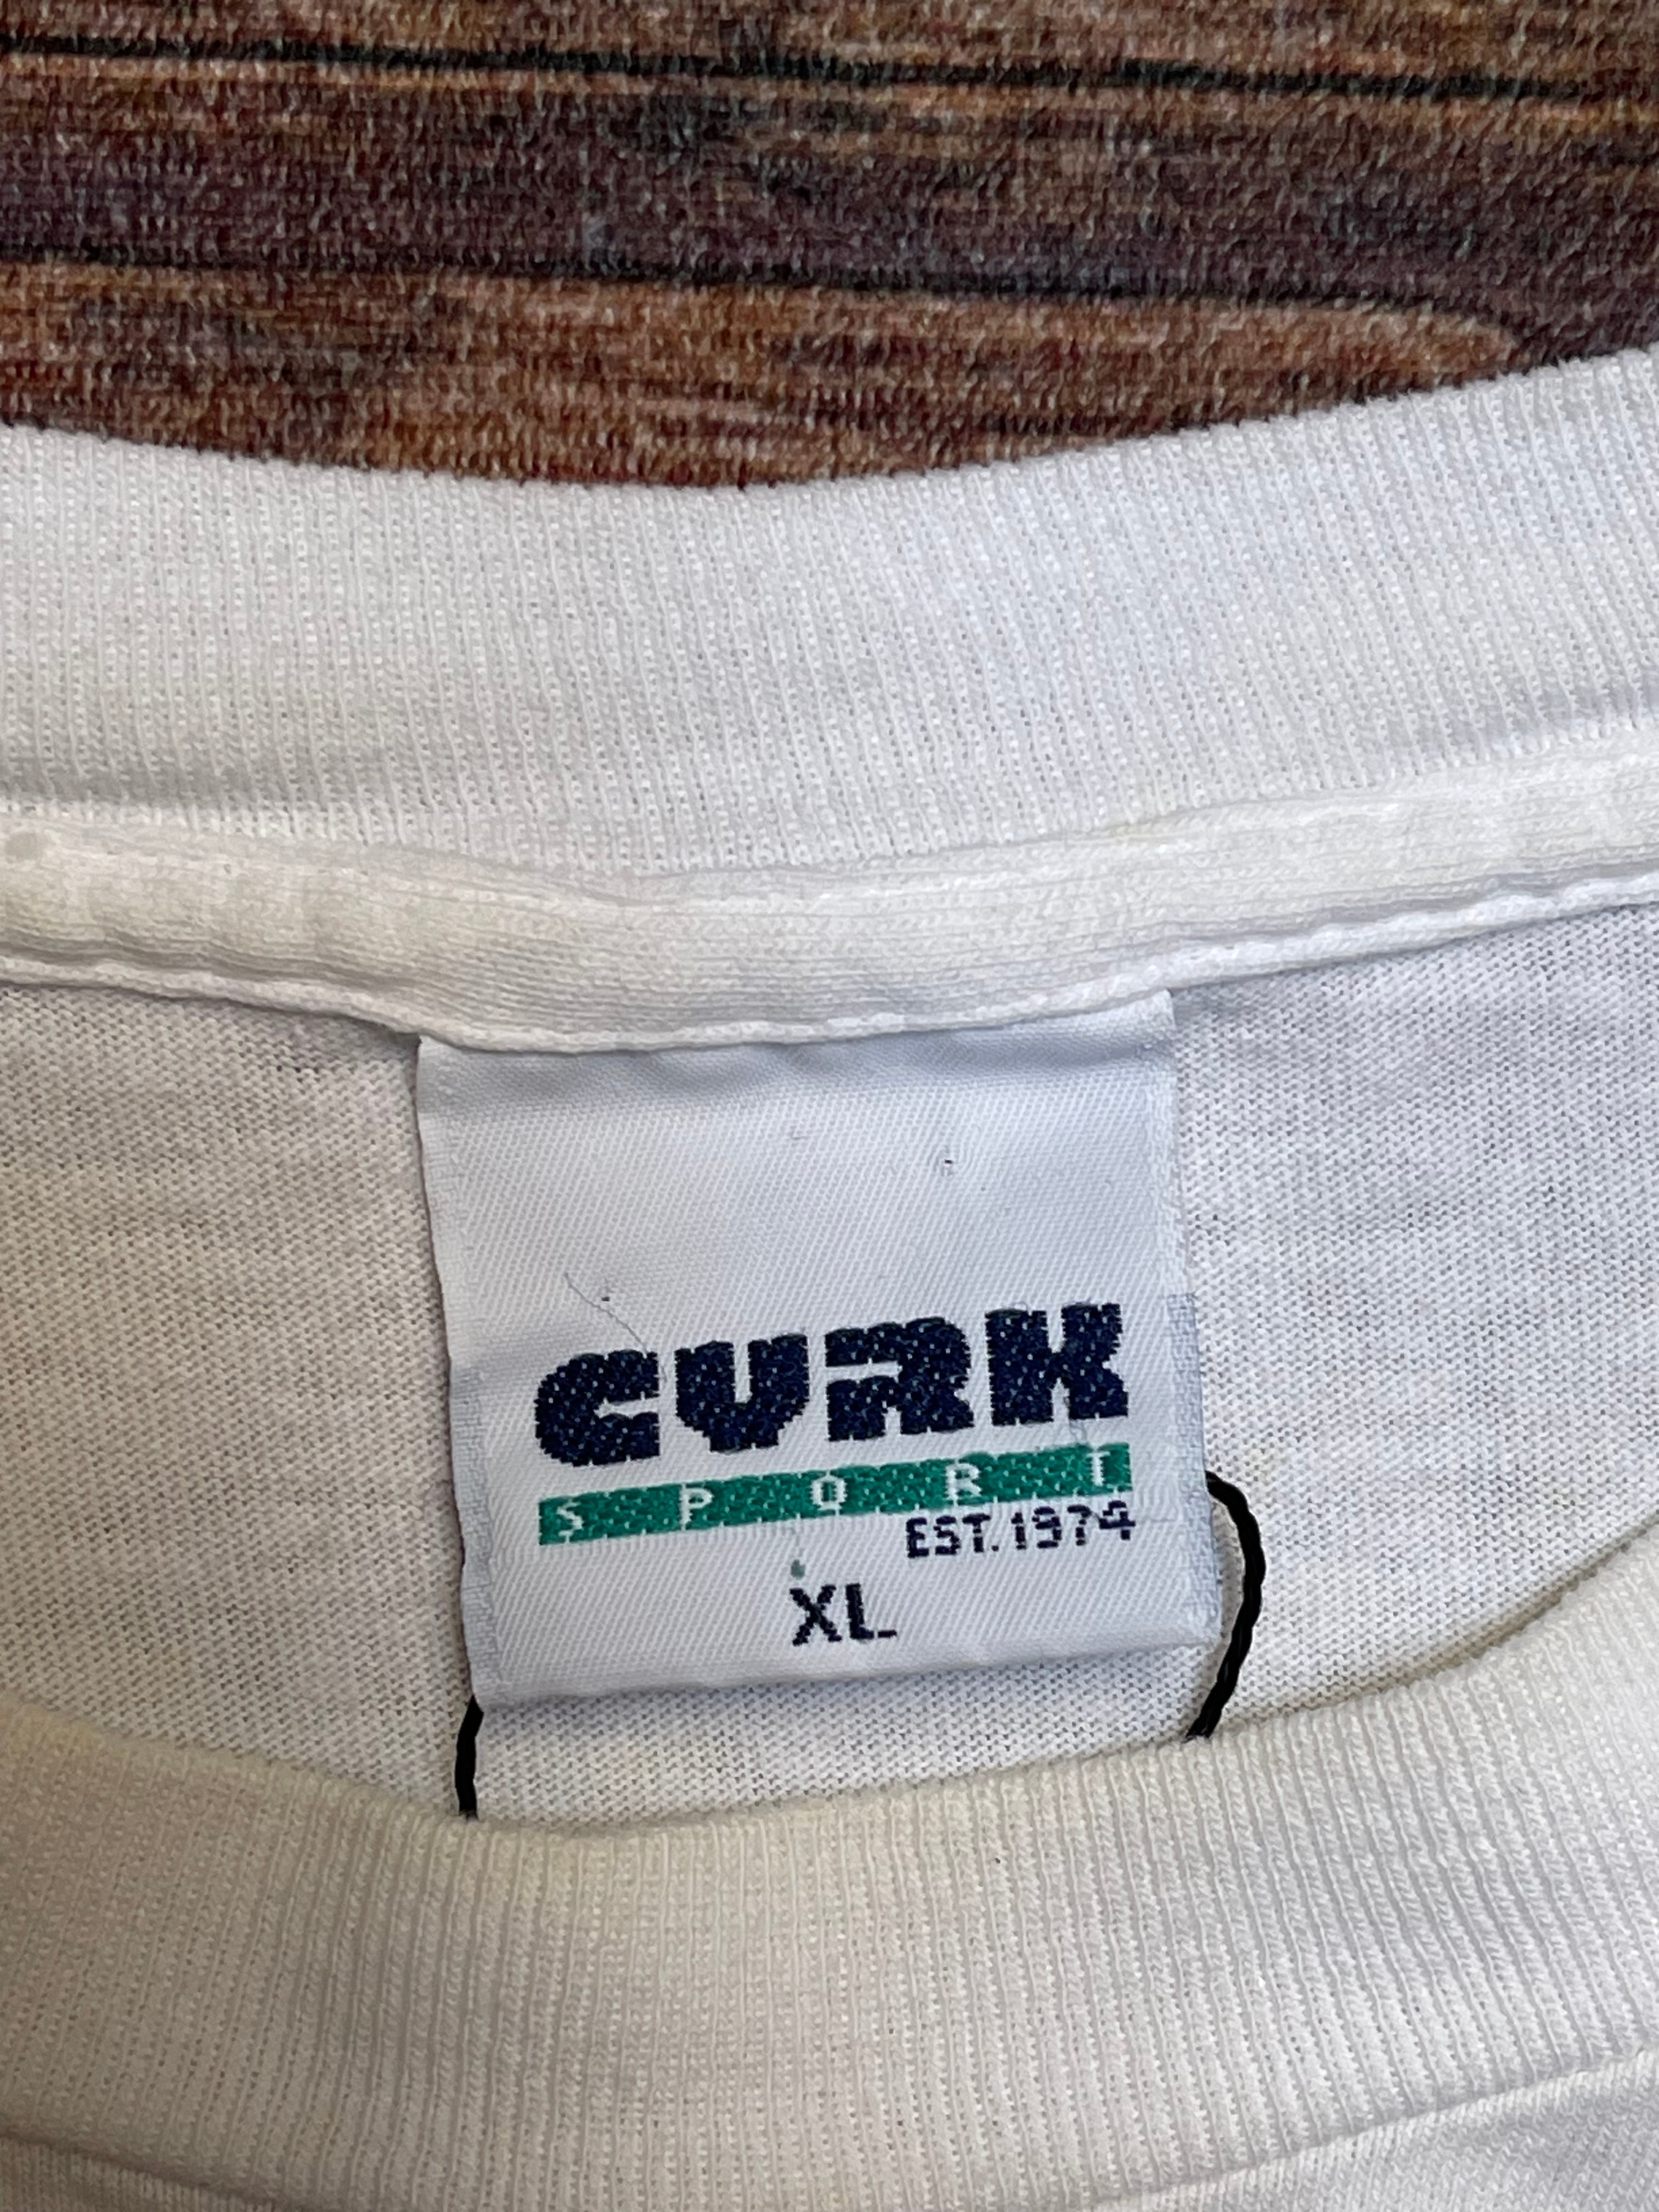 CVRK
SPORT
EST. 1974
XL